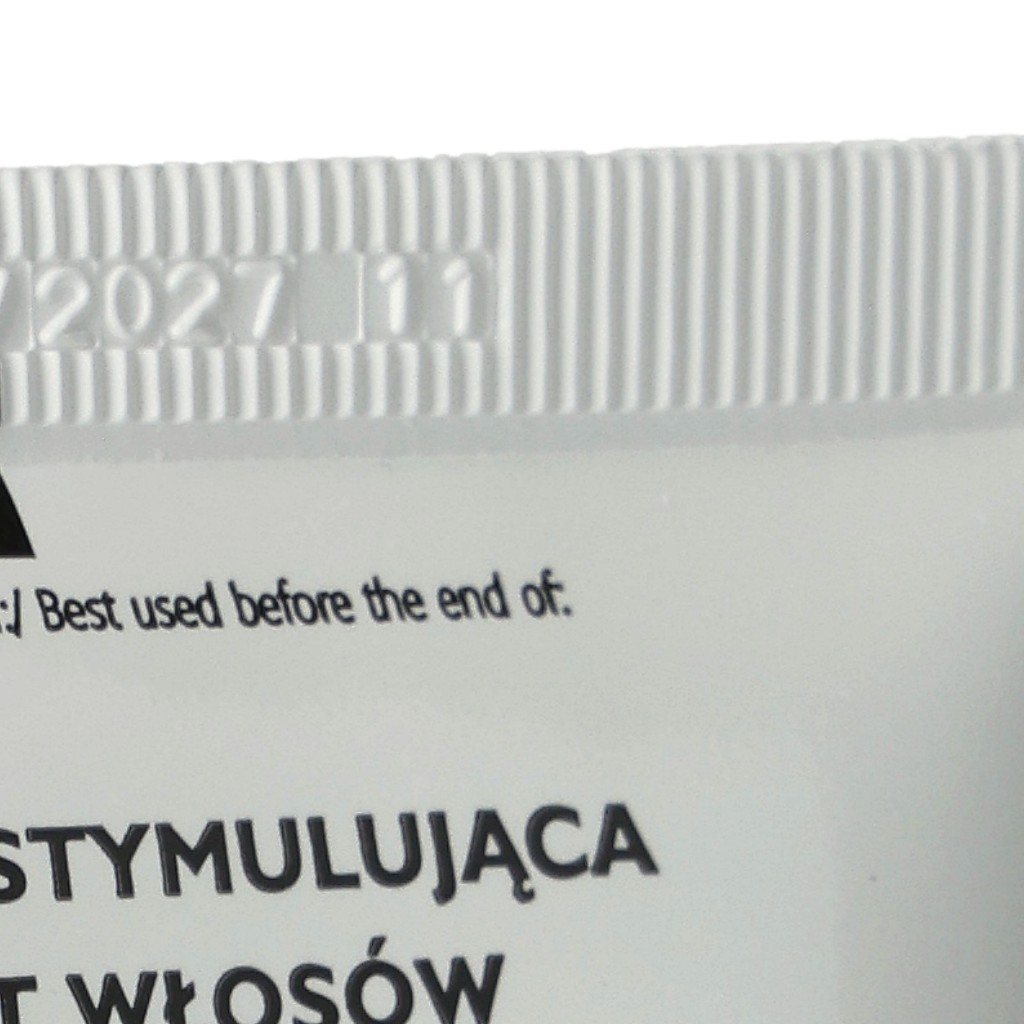 2027 11
:/ Best used before the end of:
STYMULUJĄCA
T WŁOSÓW